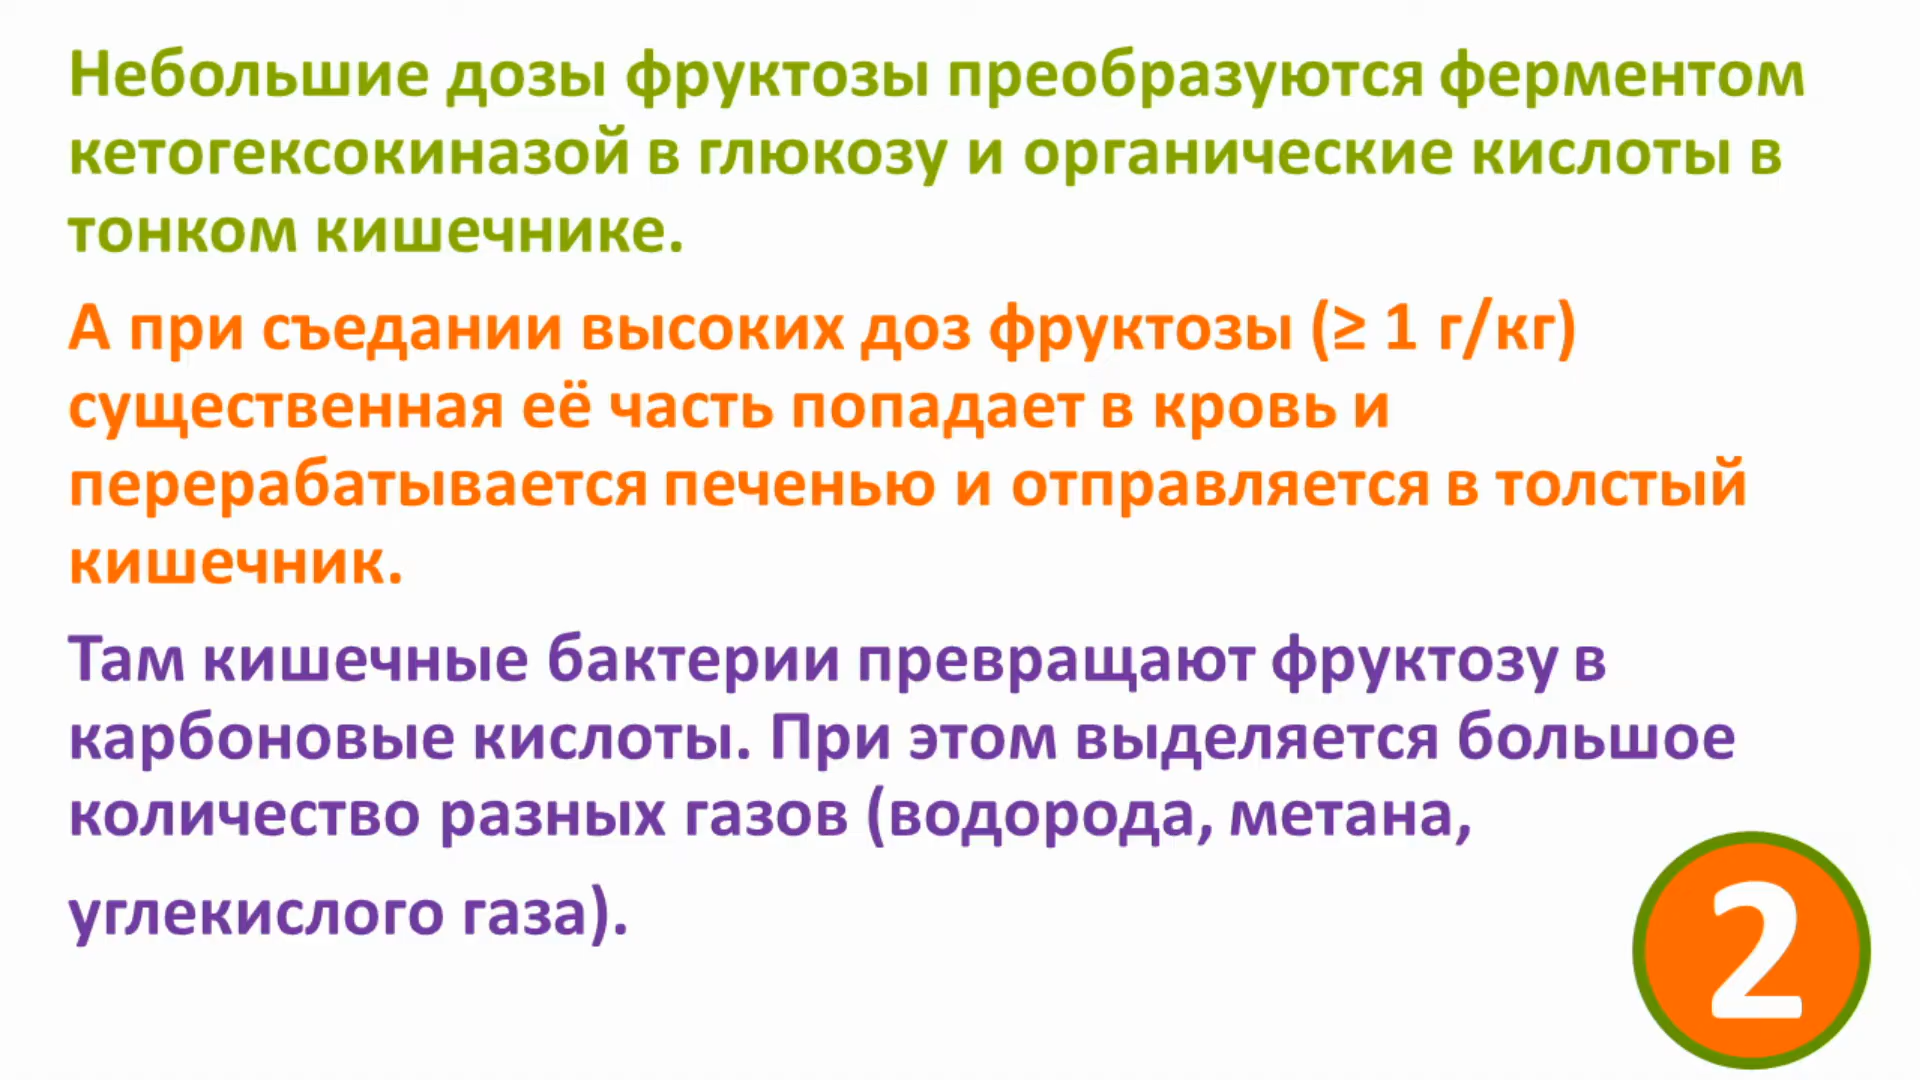 Небольшие дозы фруктозы преобразуются ферментом
кетогексокиназой в глюкозу и органические кислоты в
тонком кишечнике.
А при съедании высоких доз фруктозы (≥ 1 г/кг)
существенная её часть попадает в кровь и
перерабатывается печенью и отправляется в толстый
кишечник.
Там кишечные бактерии превращают фруктозу в
карбоновые кислоты. При этом выделяется большое
количество разных газов (водорода, метана,
углекислого газа).
2